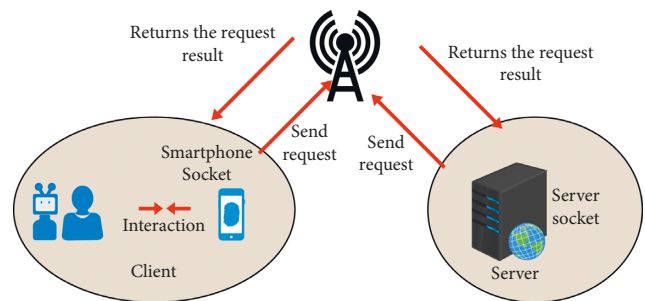 Returns the request
result
Returns the request
result
Send
request
Send
request
Smartphone
Socket
Interaction
Client
Server
socket
Server